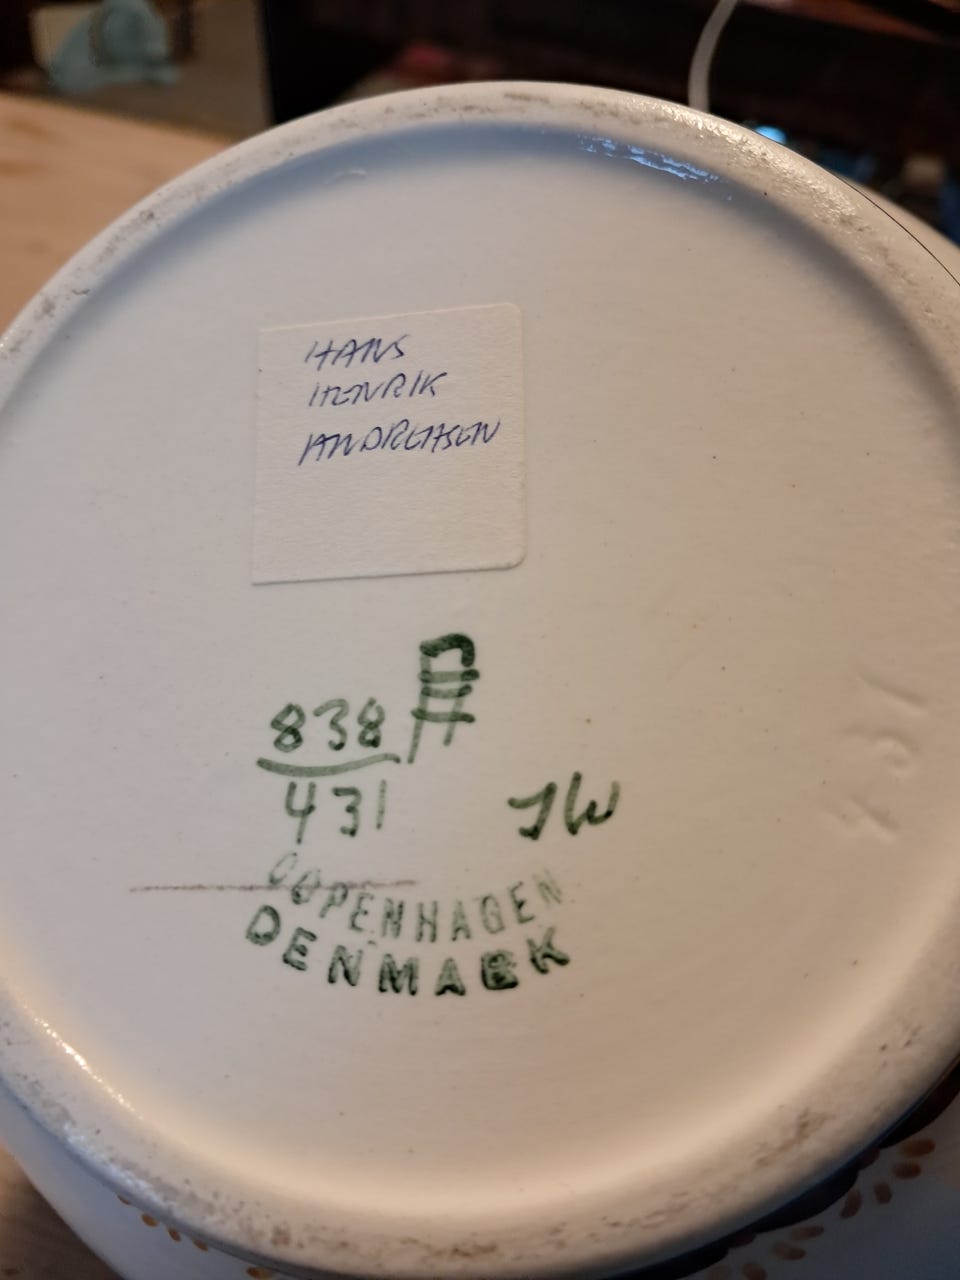 HANS
HENRIK
ANDREASEN
838
431
JW
COPENHAGEN
DENMARK